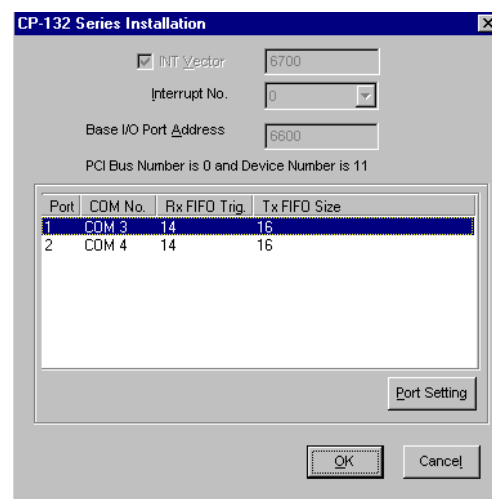 CP-132 Series Installation
INT Vector 6700
Interrupt No. 0
Base I/O Port Address 6600
PCI Bus Number is 0 and Device Number is 11
Port COM No. Rx FIFO Trig. Tx FIFO Size
1 COM 3 14 16
2 COM 4 14 16
Port Setting
OK Cancel